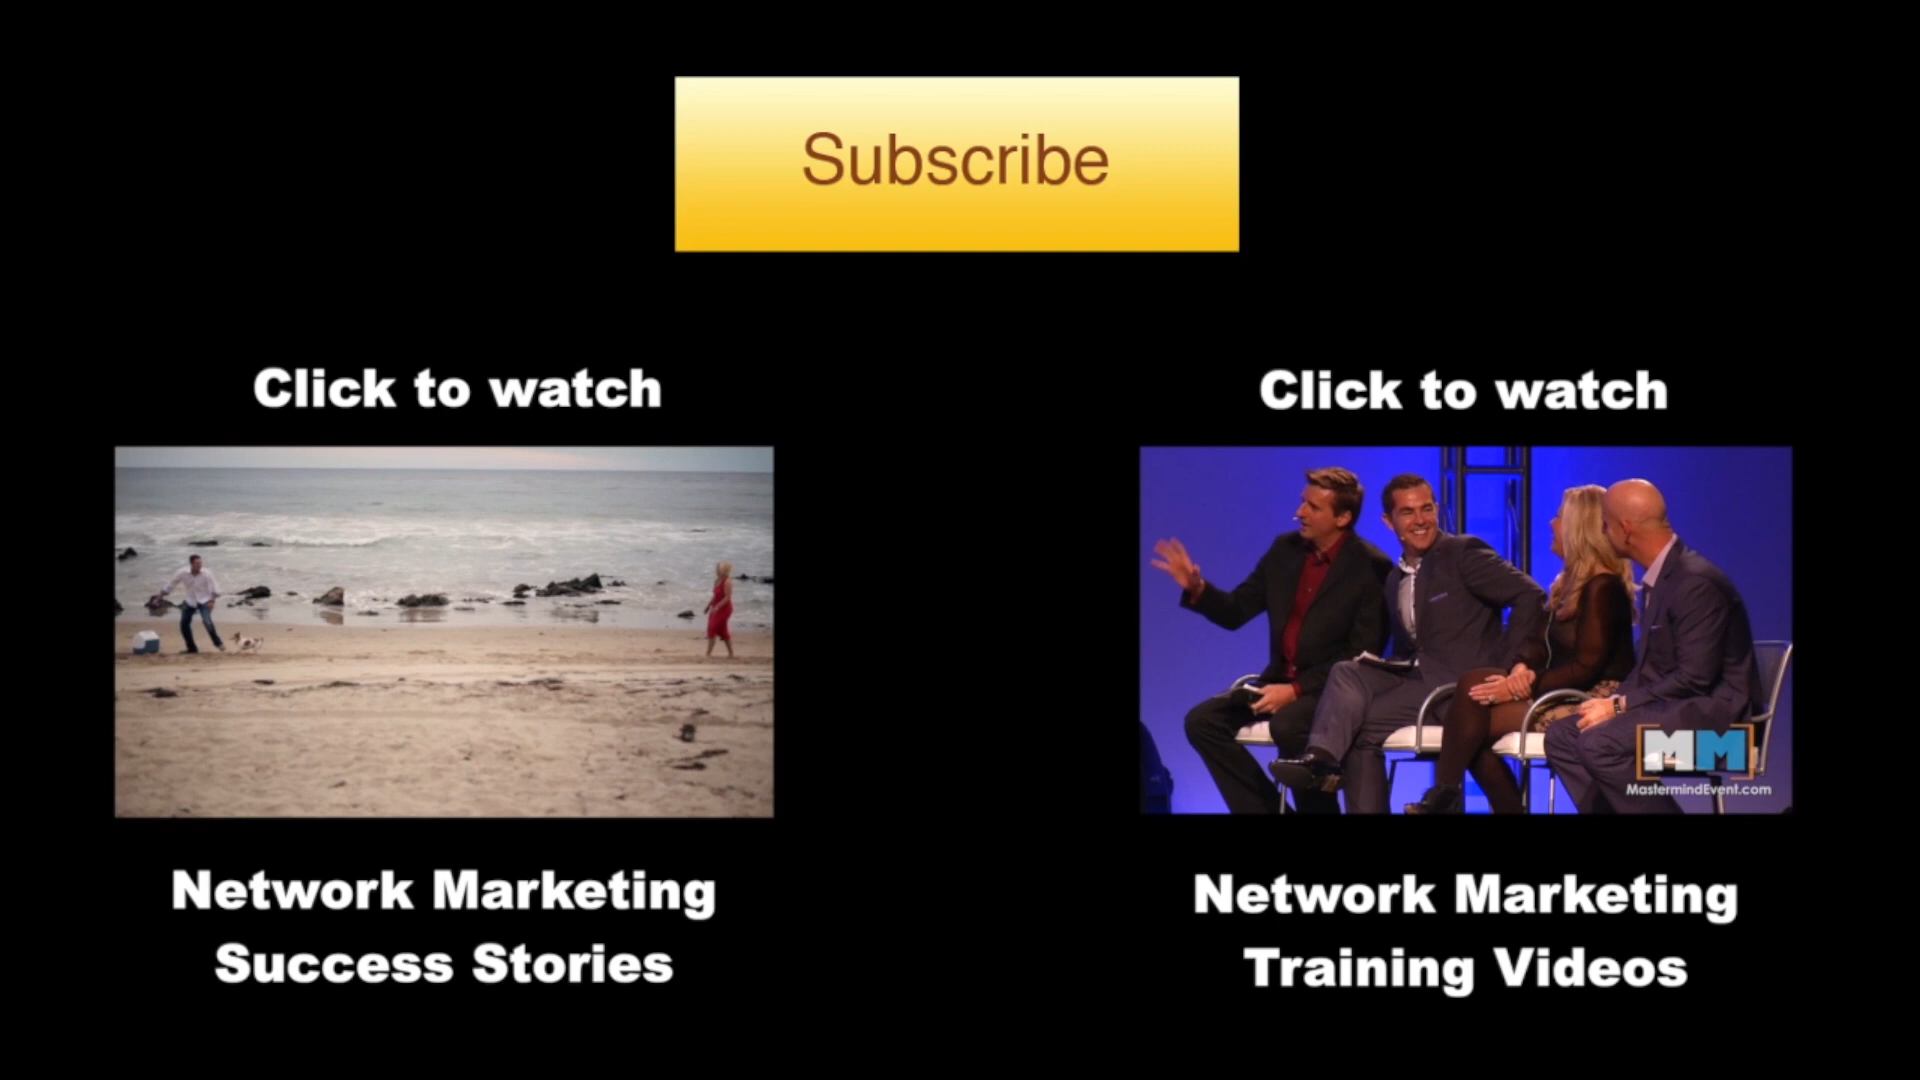 Subscribe
Click to watch
Click to watch
MM
MastermindEvent.com
Network Marketing
Success Stories
Network Marketing
Training Videos